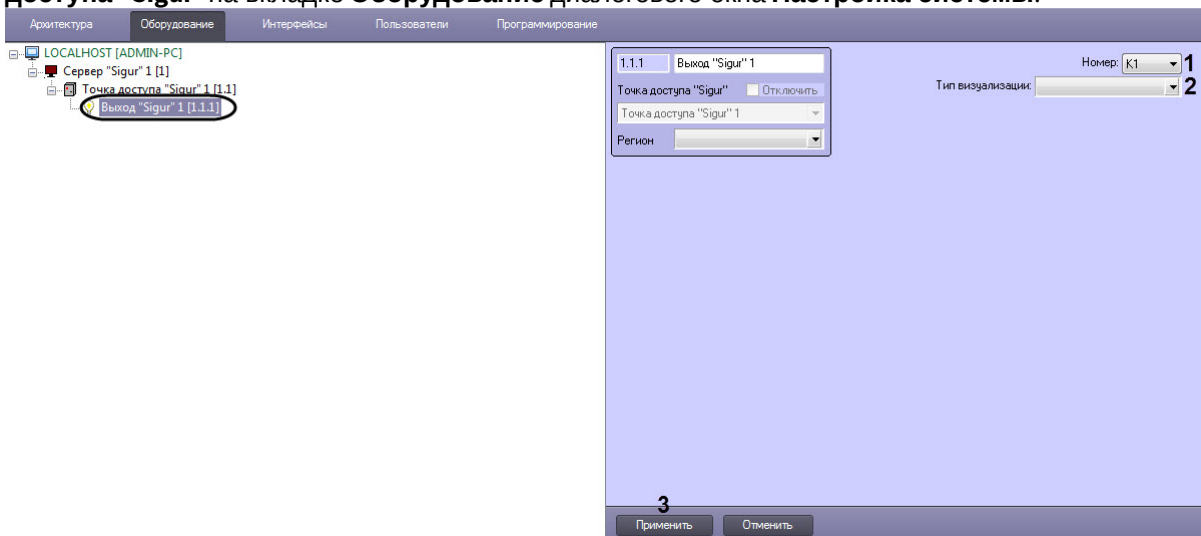 доступа "Sigur" на вкладке Оборудование диалогового окна Настройка системы.
Архитектура Оборудование Интерфейсы Пользователи Программирование
LOCALHOST [ADMIN-PC]
Сервер "Sigur" 1 [1]
Точка доступа "Sigur" 1 [1.1]
Выход "Sigur" 1 [1.1.1]
1.1.1 Выход "Sigur" 1
Точка доступа "Sigur" Отключить
Точка доступа "Sigur" 1
Регион
Номер: K1 1
Тип визуализации: 2
3
Применить Отменить